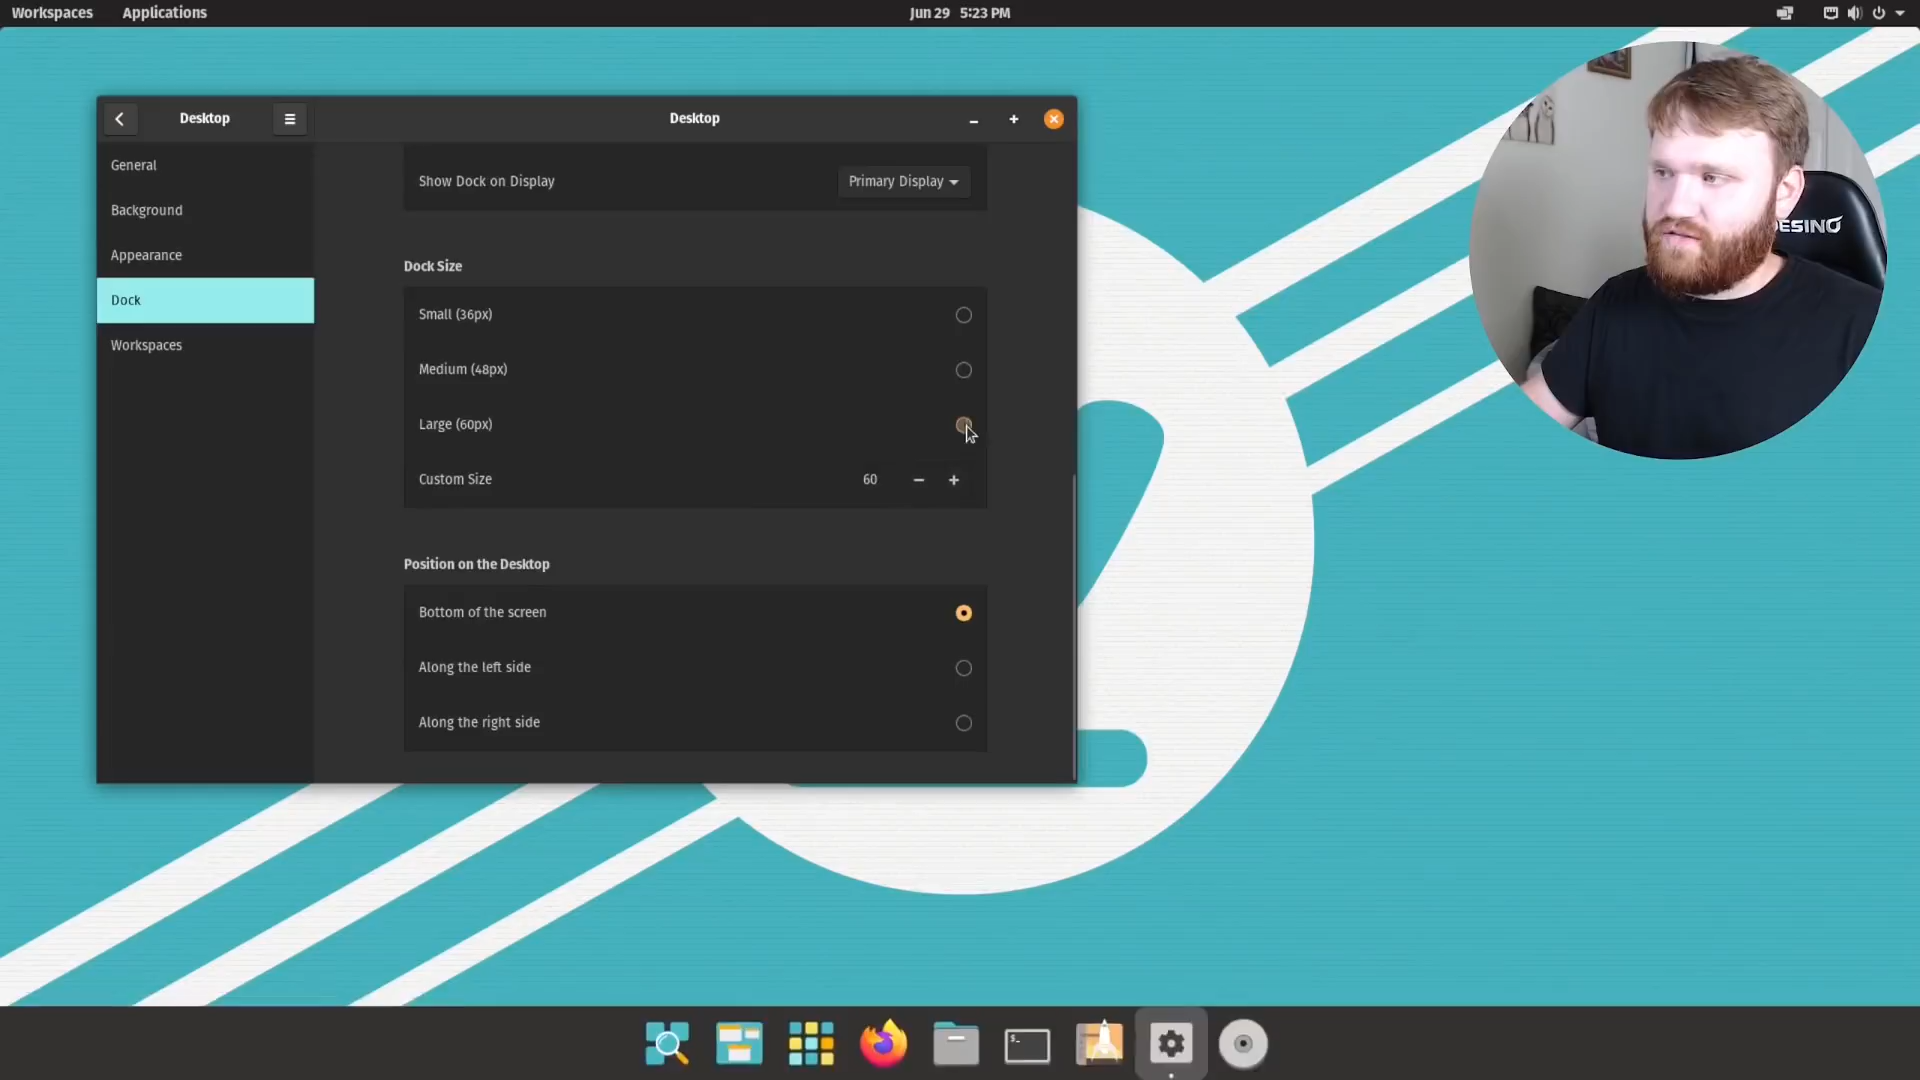 Workspaces Applications Jun 29 5:23 PM
Desktop Desktop
General
Background
Appearance
Dock
Workspaces
Show Dock on Display Primary Display
Dock Size
Small (36px)
Medium (48px)
Large (60px)
Custom Size 60 − +
Position on the Desktop
Bottom of the screen
Along the left side
Along the right side
ESINO
$_